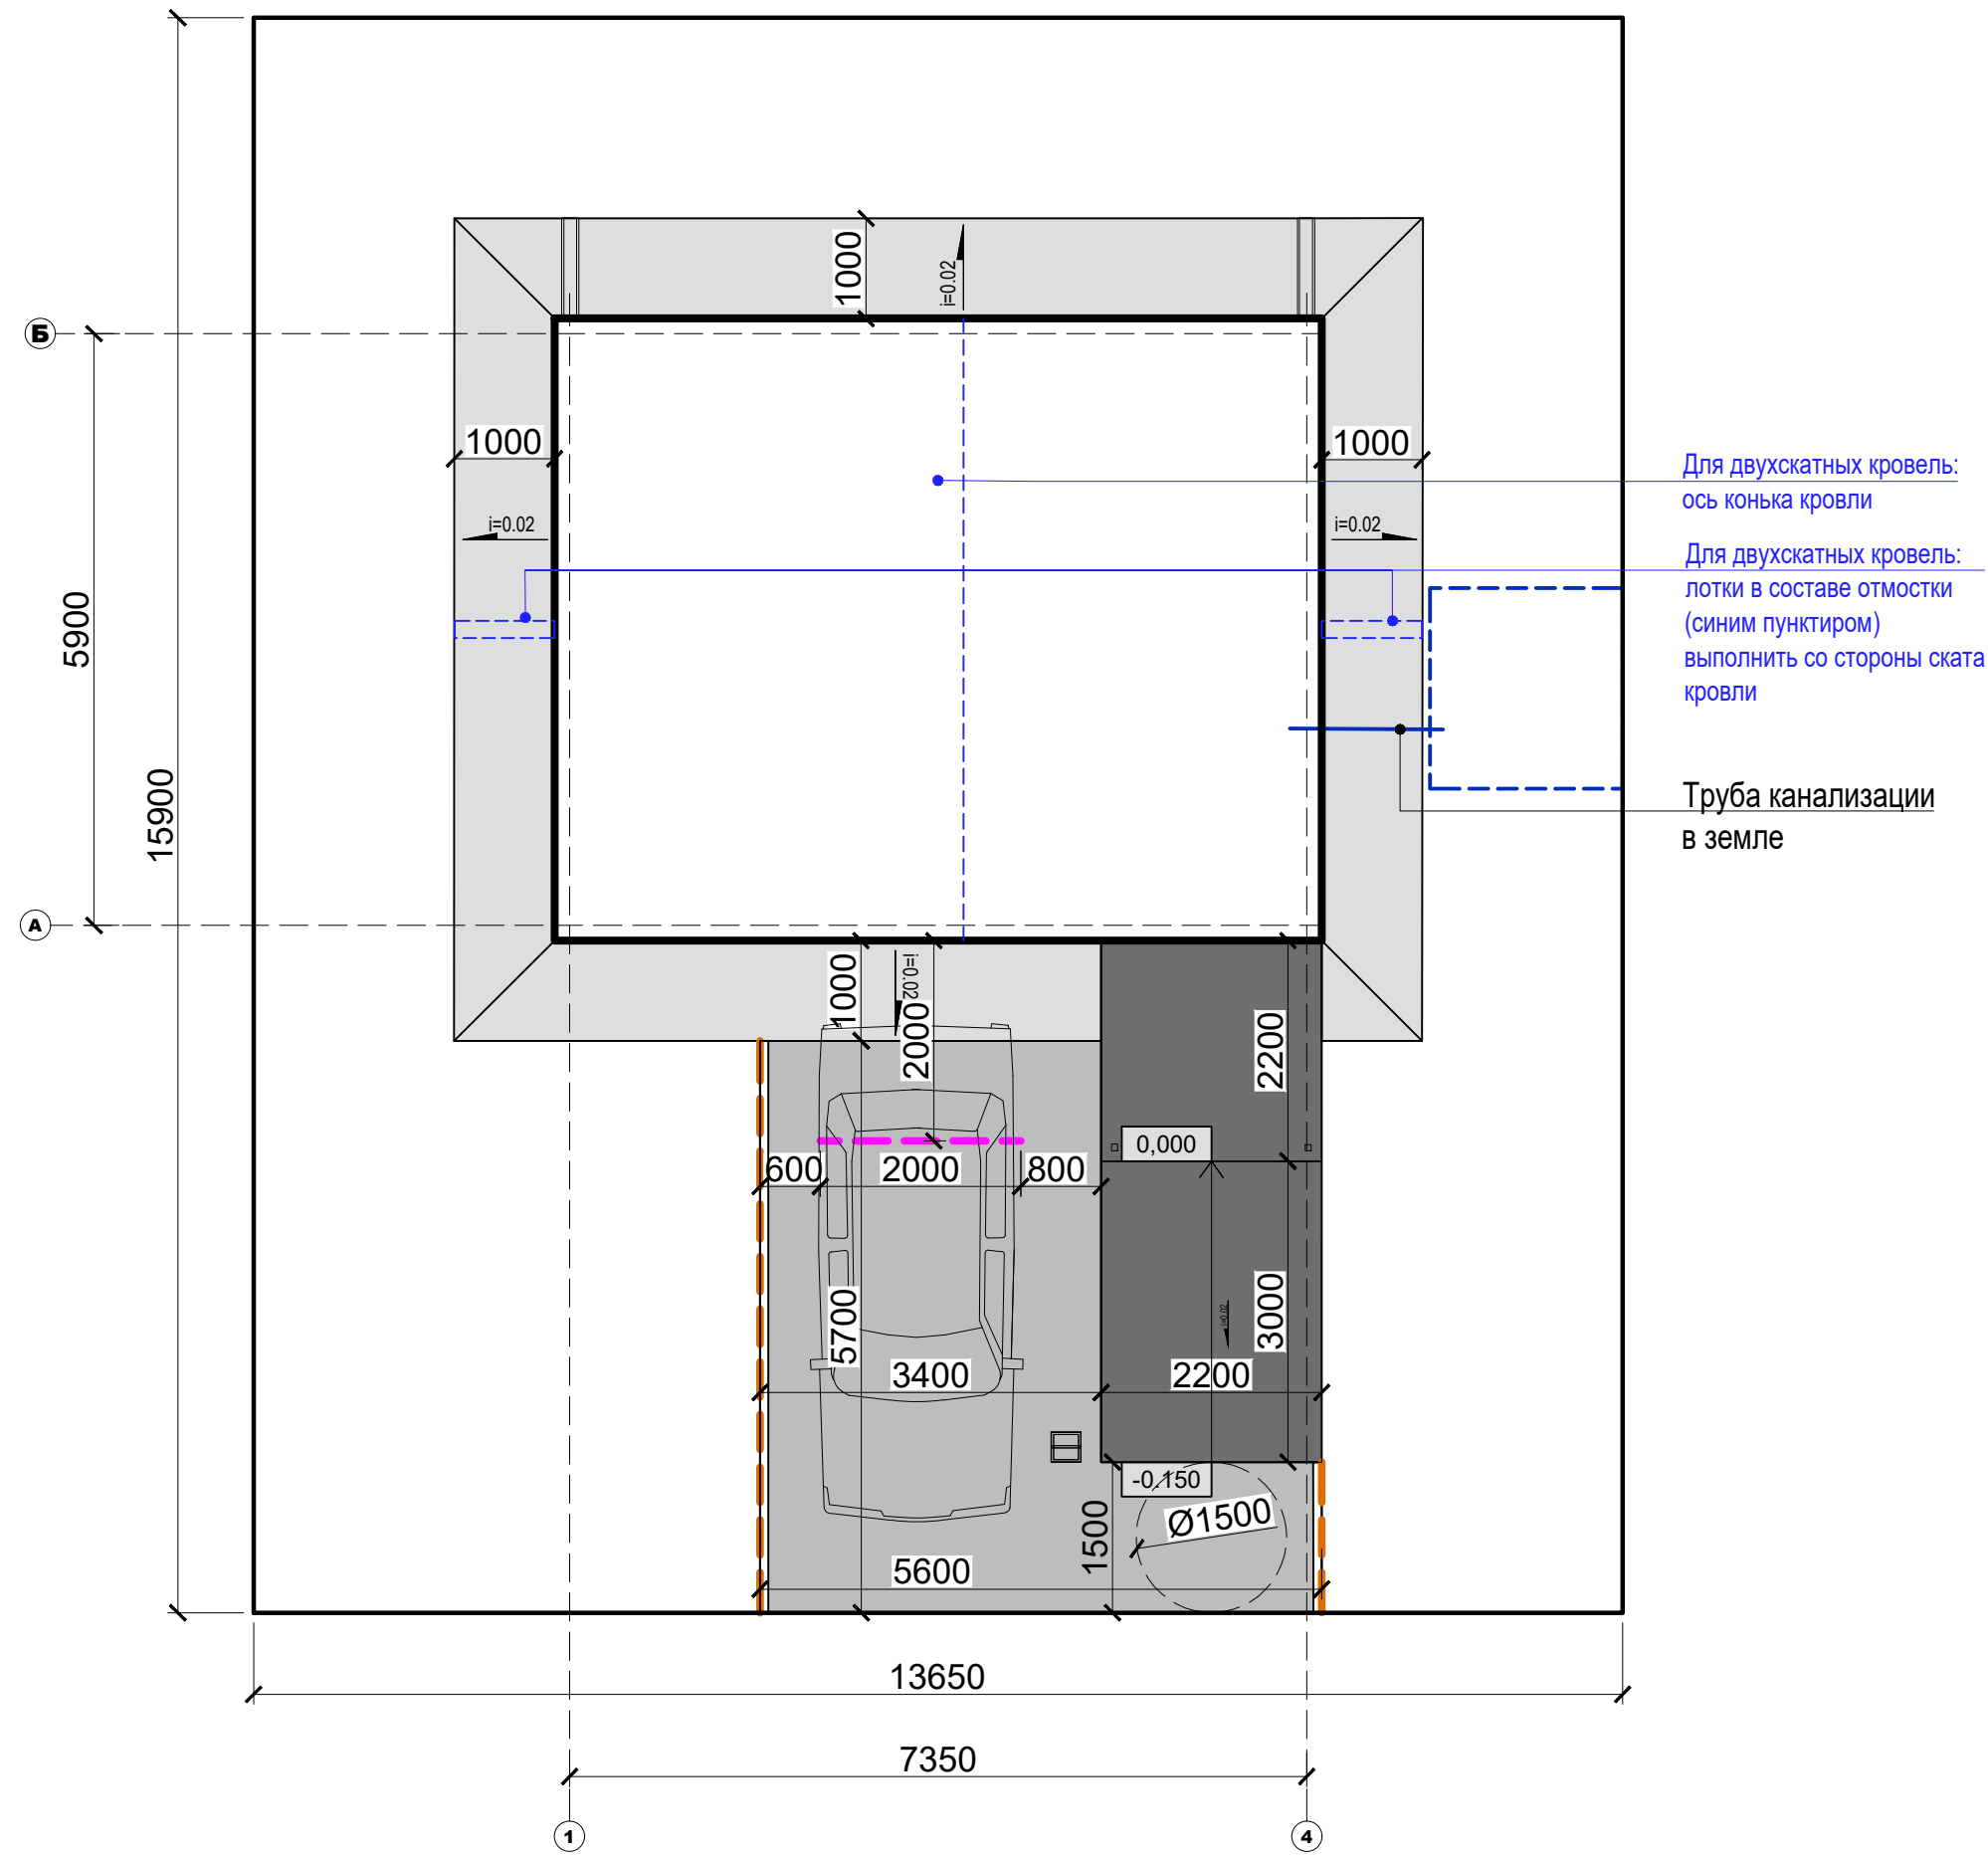 1000
i=0.02
Б
1000
1000
Для двухскатных кровель:
ось конька кровли
i=0.02
i=0.02
Для двухскатных кровель:
лотки в составе отмостки
(синим пунктиром)
выполнить со стороны ската
кровли
5900
15900
Труба канализации
в земле
А
1000
i=0.02
2000
2200
0,000
600
2000
800
5700
i=0.02
3000
3400
2200
-0.150
1500
Ø1500
5600
13650
7350
1
4